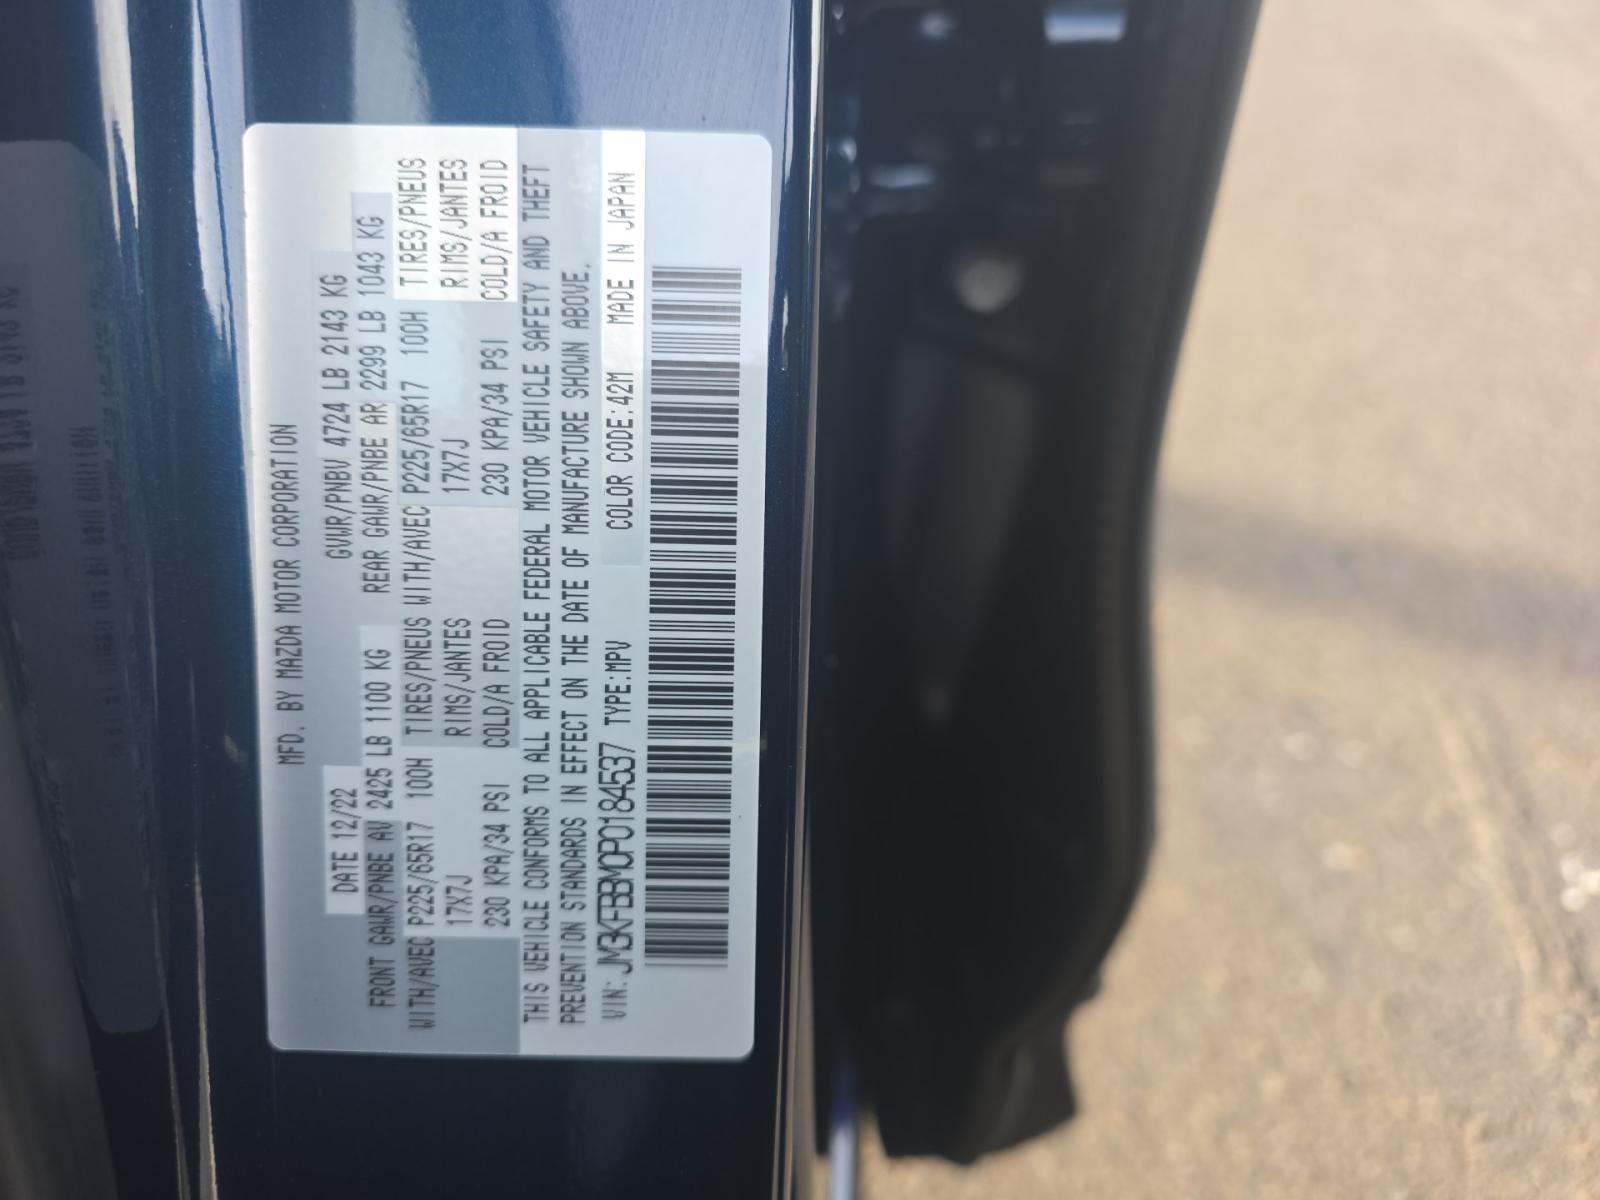 MFD. BY MAZDA MOTOR CORPORATION
DATE 12/22 GVWR/PNBV 4724 LB 2143 KG
FRONT GAWR/PNBE AV 2425 LB 1100 KG REAR GAWR/PNBE AR 2299 LB 1043 KG
WITH/AVEC P225/65R17 100H TIRES/PNEUS WITH/AVEC P225/65R17 100H TIRES/PNEUS
17X7J RIMS/JANTES 17X7J RIMS/JANTES
230 KPA/34 PSI COLD/A FROID 230 KPA/34 PSI COLD/A FROID
THIS VEHICLE CONFORMS TO ALL APPLICABLE FEDERAL MOTOR VEHICLE SAFETY AND THEFT
PREVENTION STANDARDS IN EFFECT ON THE DATE OF MANUFACTURE SHOWN ABOVE.
VIN: JM3KFBBM0P0184537 TYPE:MPV COLOR CODE:42M MADE IN JAPAN